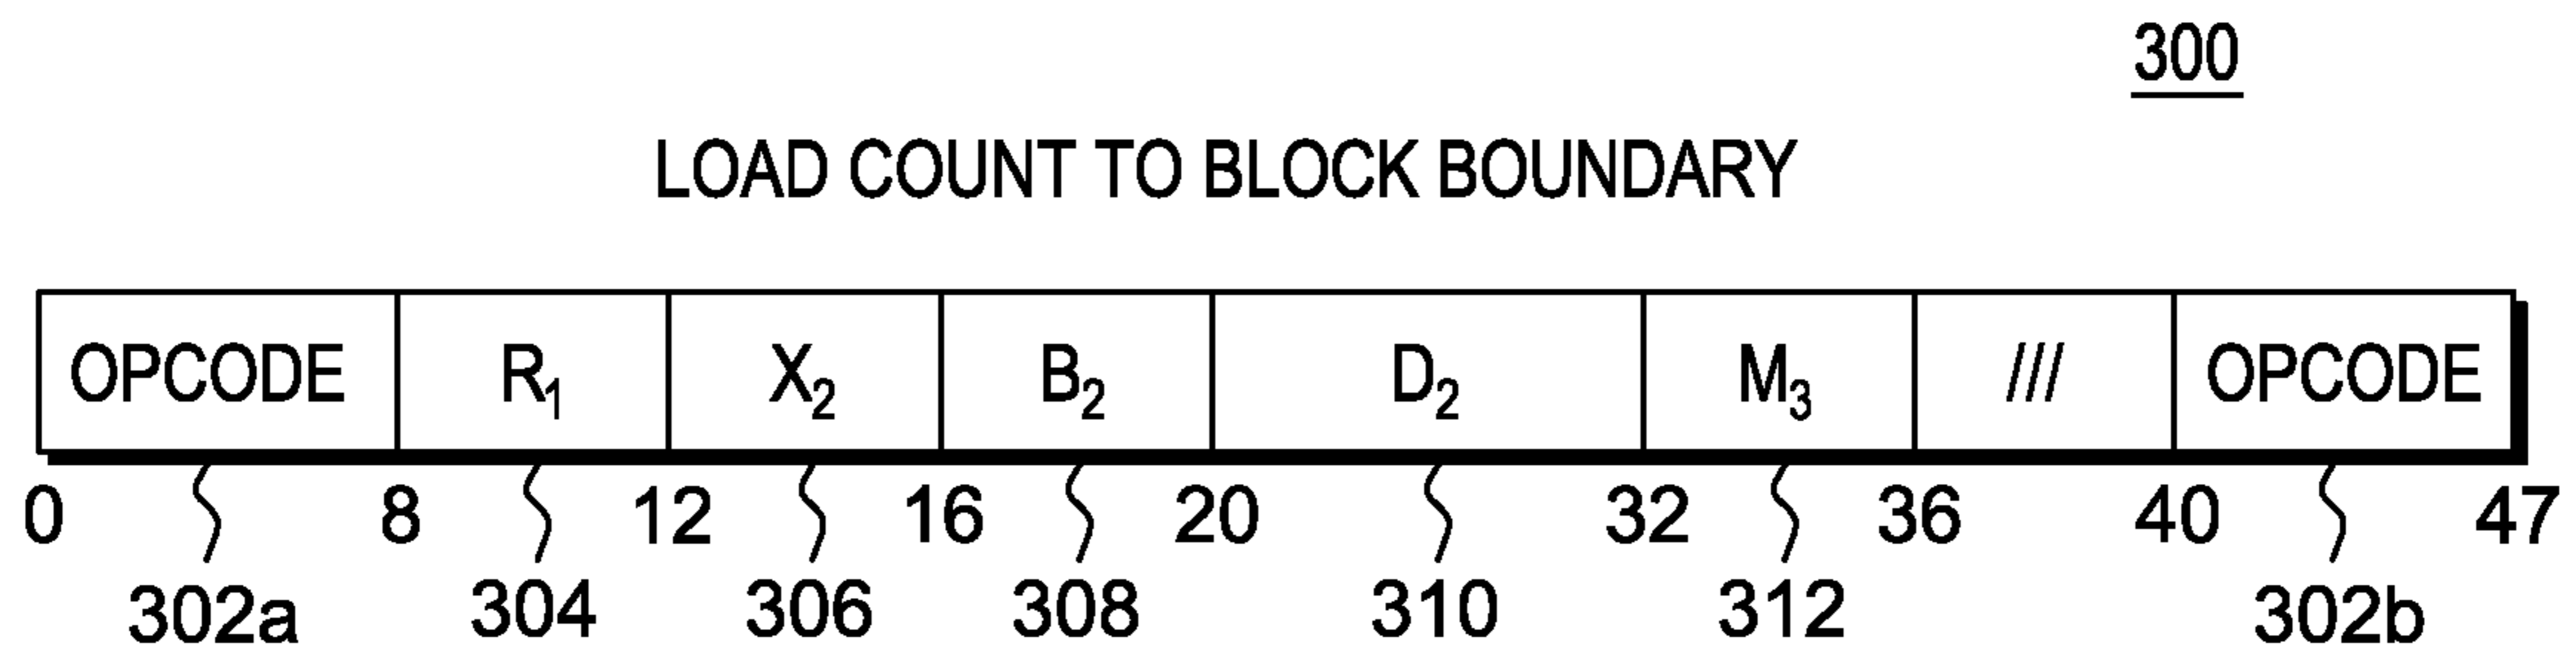 300
LOAD COUNT TO BLOCK BOUNDARY
OPCODE R₁ X₂ B₂ D₂ M₃ /// OPCODE
0 8 12 16 20 32 36 40 47
302a 304 306 308 310 312 302b